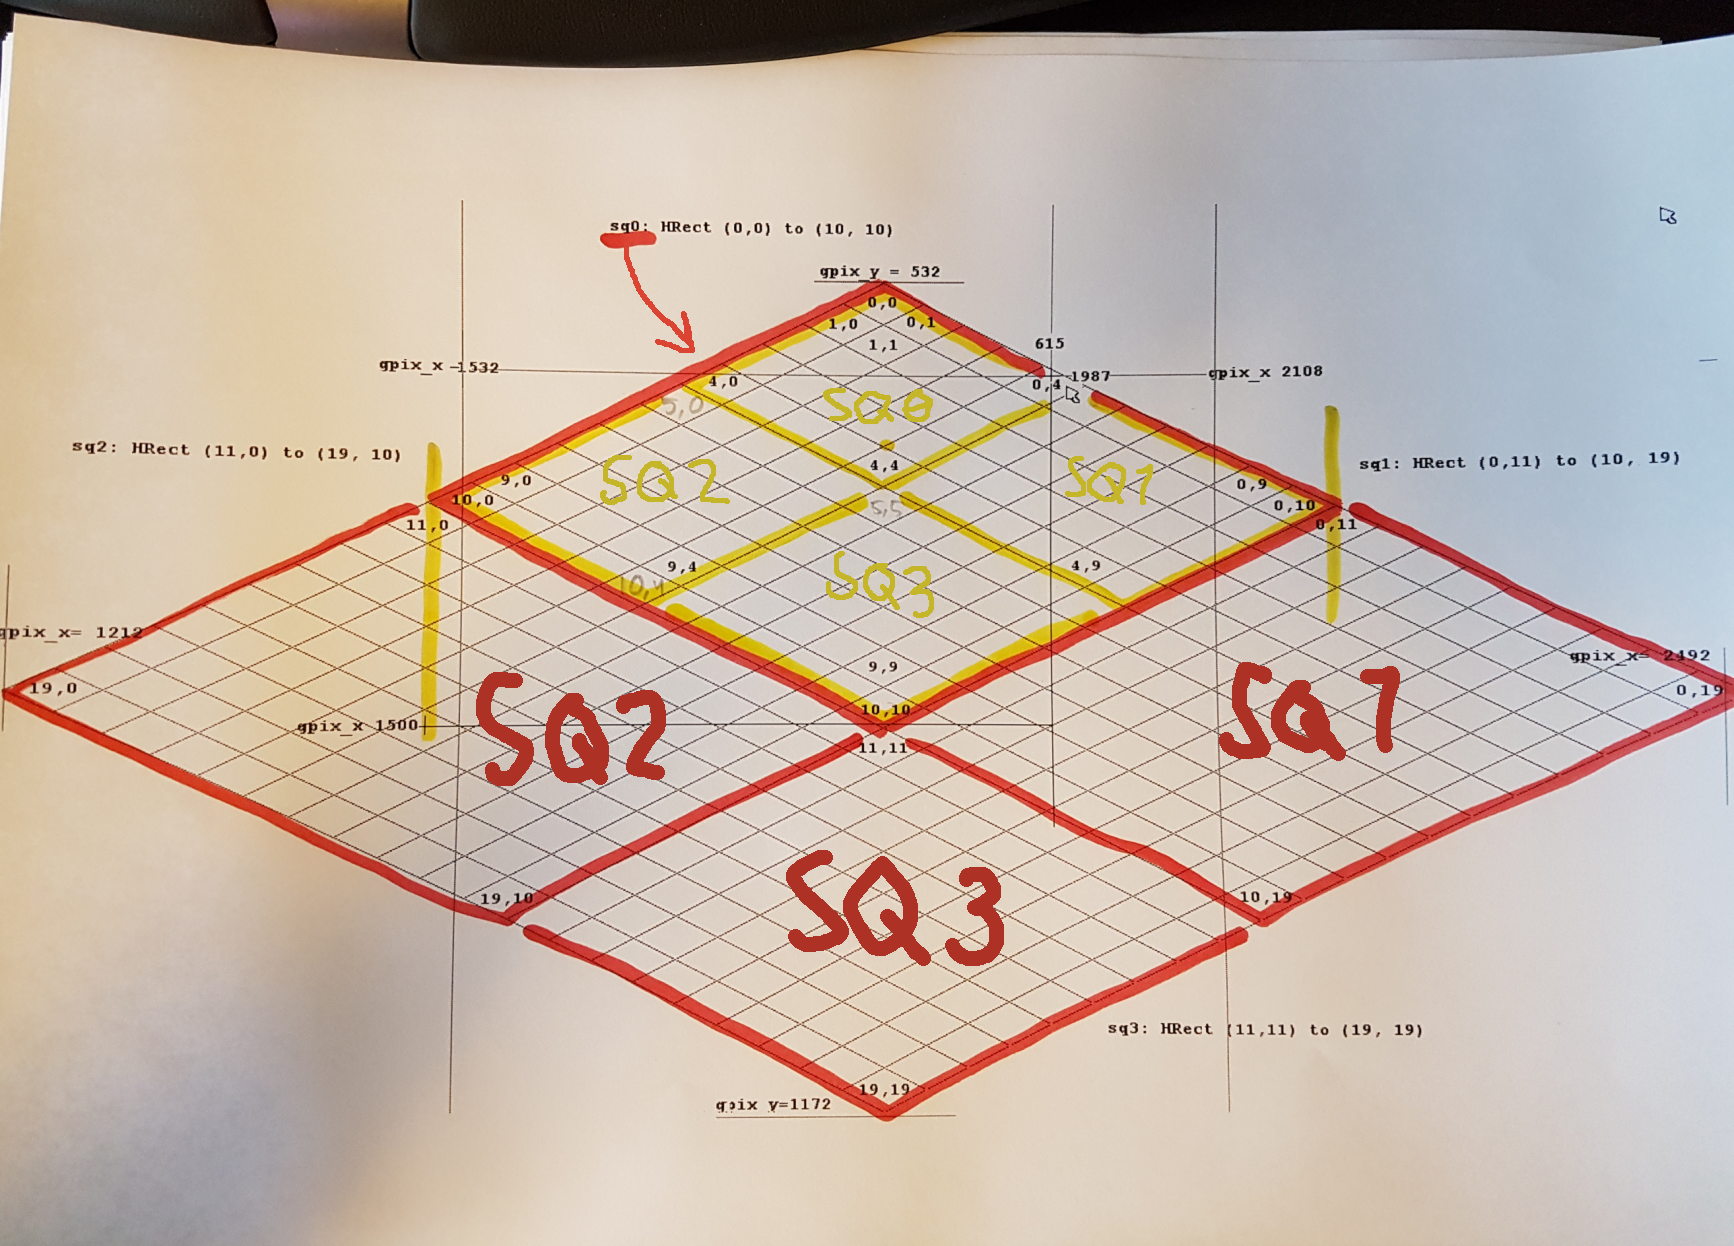 sq0: HRect (0,0) to (10, 10)
gpix_y = 532
0,0
1,0
0,1
1,1
615
gpix_x 1532
1987
gpix_x 2108
4,0
0,4
5,0
SQ0
sq2: HRect (11,0) to (19, 10)
sq1: HRect (0,11) to (10, 19)
4,4
SQ2
SQ1
9,0
0,9
10,0
0,10
5,5
11,0
0,11
9,4
4,9
SQ3
gpix_x= 1212
gpix_x= 2492
9,9
19,0
0,19
10,10
SQ2
SQ1
gpix_x 1500
11,11
19,10
10,19
SQ3
sq3: HRect (11,11) to (19, 19)
19,19
gpix y=1172